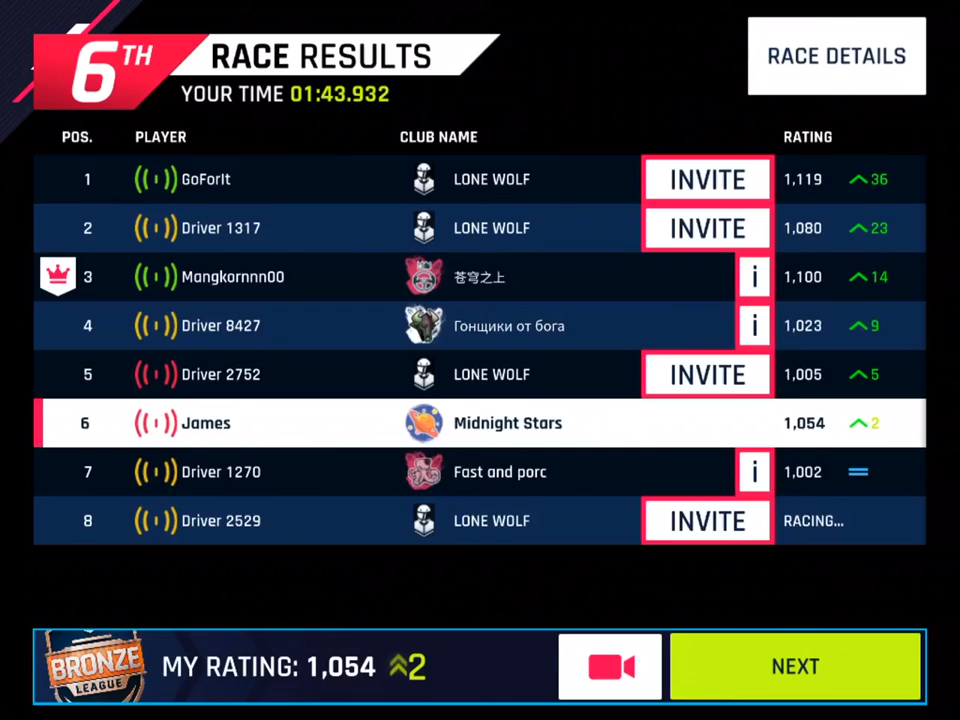 6TH RACE RESULTS RACE DETAILS
YOUR TIME 01:43.932
POS. PLAYER CLUB NAME RATING
1 GoForIt LONE WOLF INVITE 1,119 36
2 Driver 1317 LONE WOLF INVITE 1,080 23
3 Mangkornnn00 苍穹之上 i 1,100 14
4 Driver 8427 Гонщики от бога i 1,023 9
5 Driver 2752 LONE WOLF INVITE 1,005 5
6 James Midnight Stars 1,054 2
7 Driver 1270 Fast and porc i 1,002
8 Driver 2529 LONE WOLF INVITE RACING...
BRONZE LEAGUE MY RATING: 1,054 2 NEXT